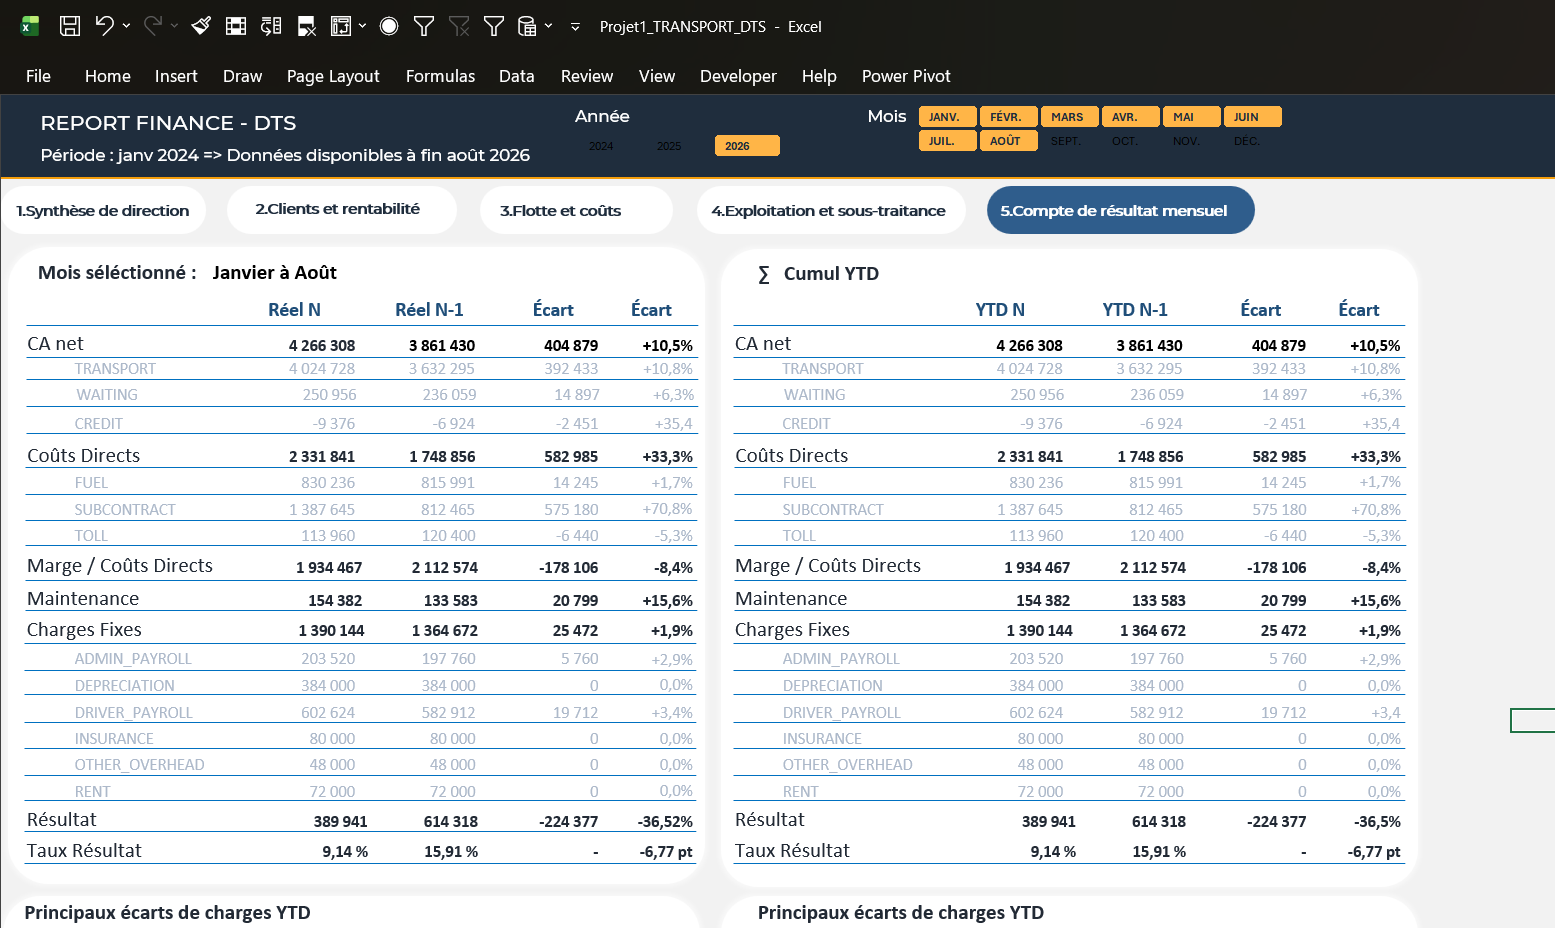 Projet1_TRANSPORT_DTS - Excel
File Home Insert Draw Page Layout Formulas Data Review View Developer Help Power Pivot
REPORT FINANCE - DTS
Période : janv 2024 => Données disponibles à fin août 2026
Année
2024 2025 2026
Mois JANV. FÉVR. MARS AVR. MAI JUIN
JUIL. AOÛT SEPT. OCT. NOV. DÉC.
1.Synthèse de direction 2.Clients et rentabilité 3.Flotte et coûts 4.Exploitation et sous-traitance 5.Compte de résultat mensuel
Mois séléctionné : Janvier à Août
Réel N Réel N-1 Écart Écart
CA net 4 266 308 3 861 430 404 879 +10,5%
TRANSPORT 4 024 728 3 632 295 392 433 +10,8%
WAITING 250 956 236 059 14 897 +6,3%
CREDIT -9 376 -6 924 -2 451 +35,4
Coûts Directs 2 331 841 1 748 856 582 985 +33,3%
FUEL 830 236 815 991 14 245 +1,7%
SUBCONTRACT 1 387 645 812 465 575 180 +70,8%
TOLL 113 960 120 400 -6 440 -5,3%
Marge / Coûts Directs 1 934 467 2 112 574 -178 106 -8,4%
Maintenance 154 382 133 583 20 799 +15,6%
Charges Fixes 1 390 144 1 364 672 25 472 +1,9%
ADMIN_PAYROLL 203 520 197 760 5 760 +2,9%
DEPRECIATION 384 000 384 000 0 0,0%
DRIVER_PAYROLL 602 624 582 912 19 712 +3,4%
INSURANCE 80 000 80 000 0 0,0%
OTHER_OVERHEAD 48 000 48 000 0 0,0%
RENT 72 000 72 000 0 0,0%
Résultat 389 941 614 318 -224 377 -36,52%
Taux Résultat 9,14 % 15,91 % - -6,77 pt
Principaux écarts de charges YTD
∑ Cumul YTD
YTD N YTD N-1 Écart Écart
CA net 4 266 308 3 861 430 404 879 +10,5%
TRANSPORT 4 024 728 3 632 295 392 433 +10,8%
WAITING 250 956 236 059 14 897 +6,3%
CREDIT -9 376 -6 924 -2 451 +35,4
Coûts Directs 2 331 841 1 748 856 582 985 +33,3%
FUEL 830 236 815 991 14 245 +1,7%
SUBCONTRACT 1 387 645 812 465 575 180 +70,8%
TOLL 113 960 120 400 -6 440 -5,3%
Marge / Coûts Directs 1 934 467 2 112 574 -178 106 -8,4%
Maintenance 154 382 133 583 20 799 +15,6%
Charges Fixes 1 390 144 1 364 672 25 472 +1,9%
ADMIN_PAYROLL 203 520 197 760 5 760 +2,9%
DEPRECIATION 384 000 384 000 0 0,0%
DRIVER_PAYROLL 602 624 582 912 19 712 +3,4
INSURANCE 80 000 80 000 0 0,0%
OTHER_OVERHEAD 48 000 48 000 0 0,0%
RENT 72 000 72 000 0 0,0%
Résultat 389 941 614 318 -224 377 -36,5%
Taux Résultat 9,14 % 15,91 % - -6,77 pt
Principaux écarts de charges YTD